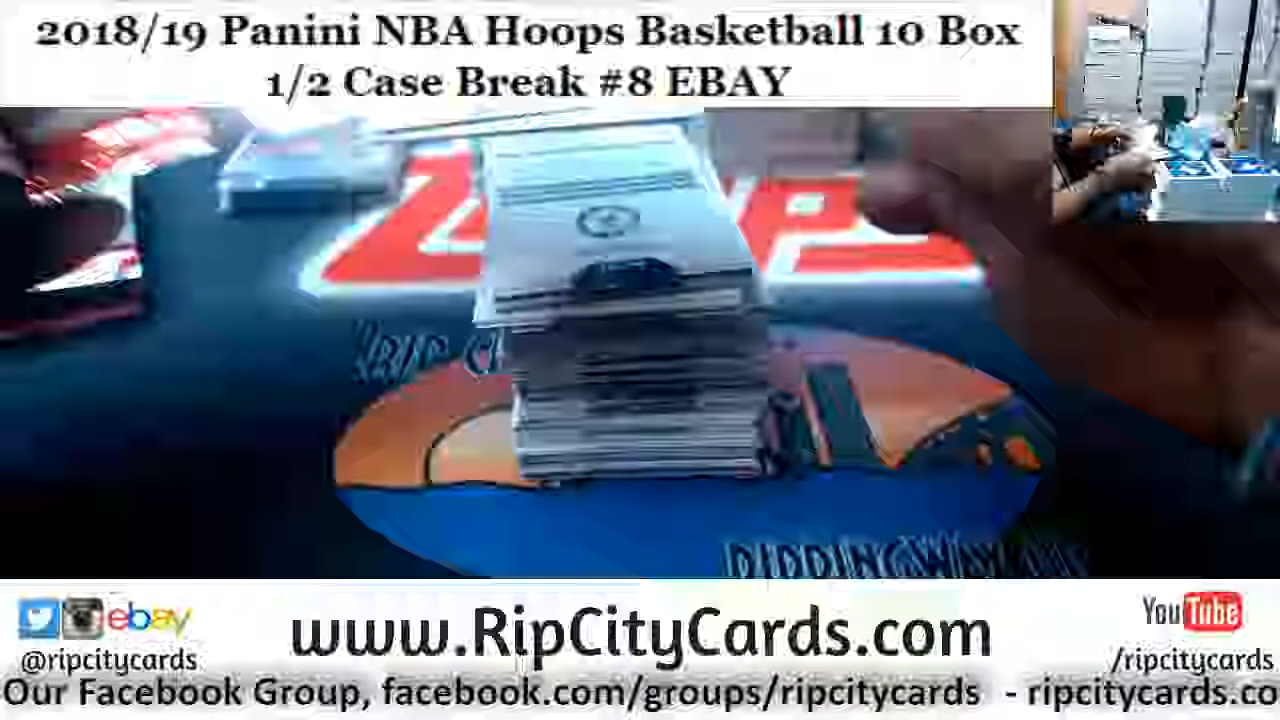 2018/19 Panini NBA Hoops Basketball 10 Box
1/2 Case Break #8 EBAY
RIP C
ebay
@ripcitycards
www.RipCityCards.com
YouTube
/ripcitycards
Our Facebook Group, facebook.com/groups/ripcitycards - ripcitycards.co